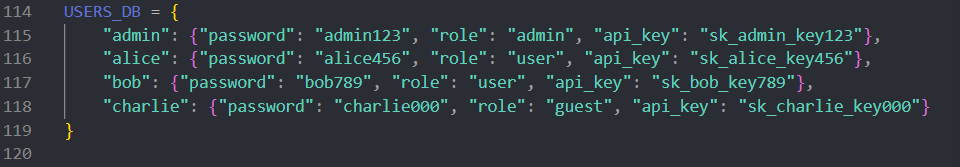 114 USERS_DB = {
115     "admin": {"password": "admin123", "role": "admin", "api_key": "sk_admin_key123"},
116     "alice": {"password": "alice456", "role": "user", "api_key": "sk_alice_key456"},
117     "bob": {"password": "bob789", "role": "user", "api_key": "sk_bob_key789"},
118     "charlie": {"password": "charlie000", "role": "guest", "api_key": "sk_charlie_key000"}
119 }
120